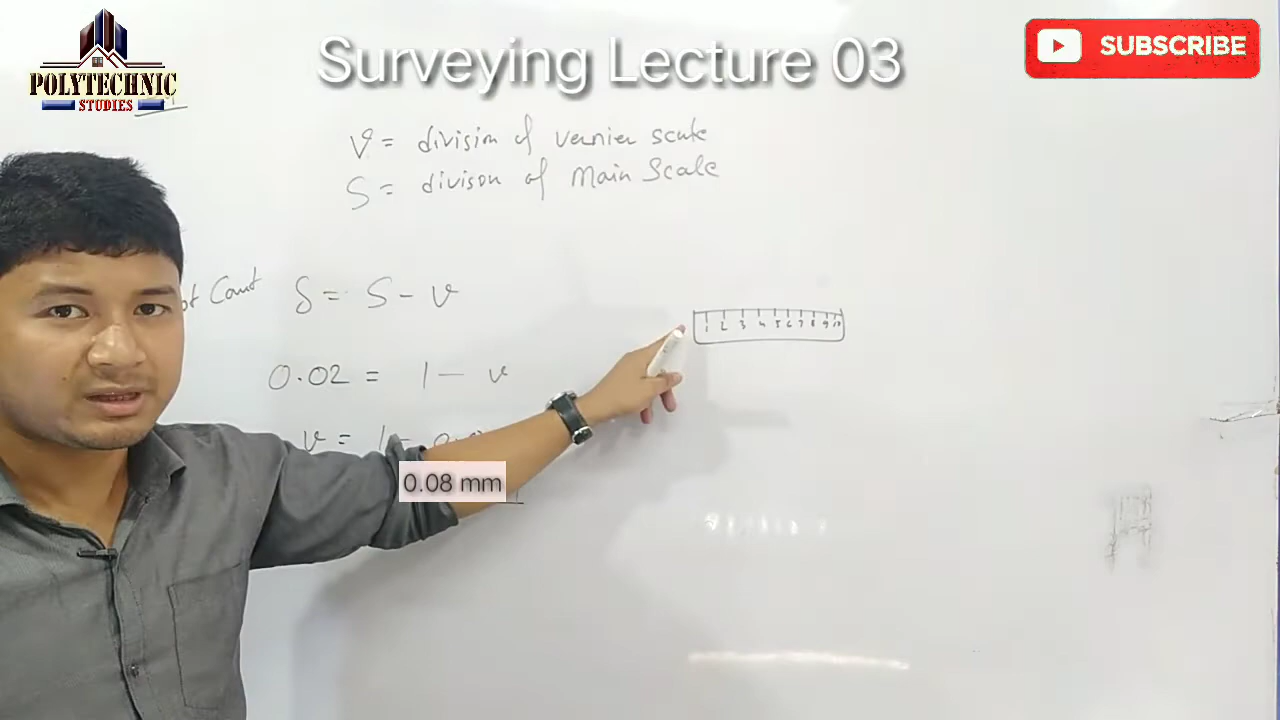 Surveying Lecture 03
SUBSCRIBE
POLYTECHNIC
STUDIES
V = division of vernier scale
S = divison of Main Scale
Count δ = S - v
1 2 3 4 5 6 7 8 9 10
0.02 = 1 - v
v = 1 -
0.08 mm